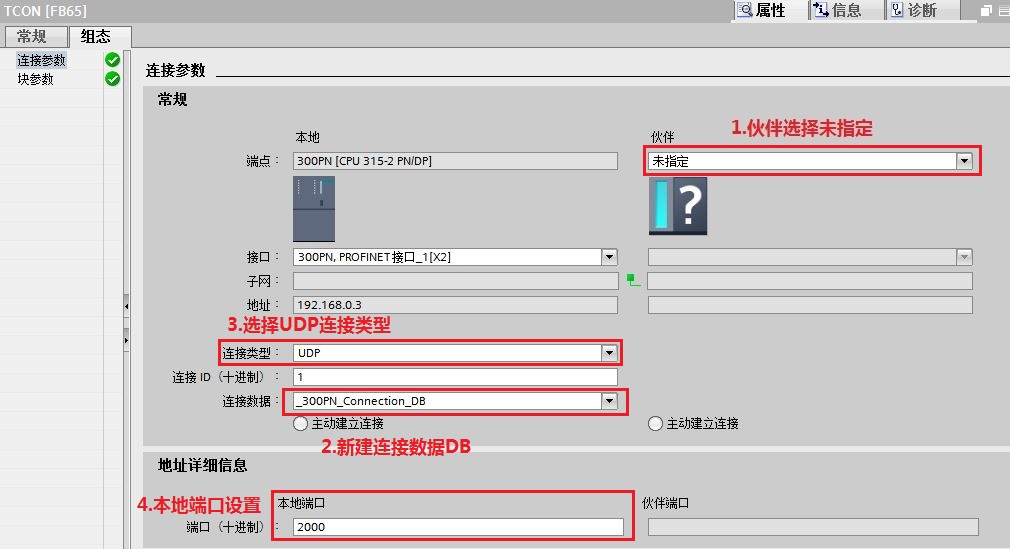 TCON [FB65]
属性
信息
诊断
常规
组态
连接参数
块参数
连接参数
常规
本地
伙伴
1.伙伴选择未指定
端点：
300PN [CPU 315-2 PN/DP]
未指定
?
接口：
300PN, PROFINET接口_1[X2]
子网：
地址：
192.168.0.3
3.选择UDP连接类型
连接类型：
UDP
连接 ID（十进制）：
1
连接数据：
_300PN_Connection_DB
主动建立连接
主动建立连接
2.新建连接数据DB
地址详细信息
4.本地端口设置
本地端口
伙伴端口
端口（十进制）：
2000